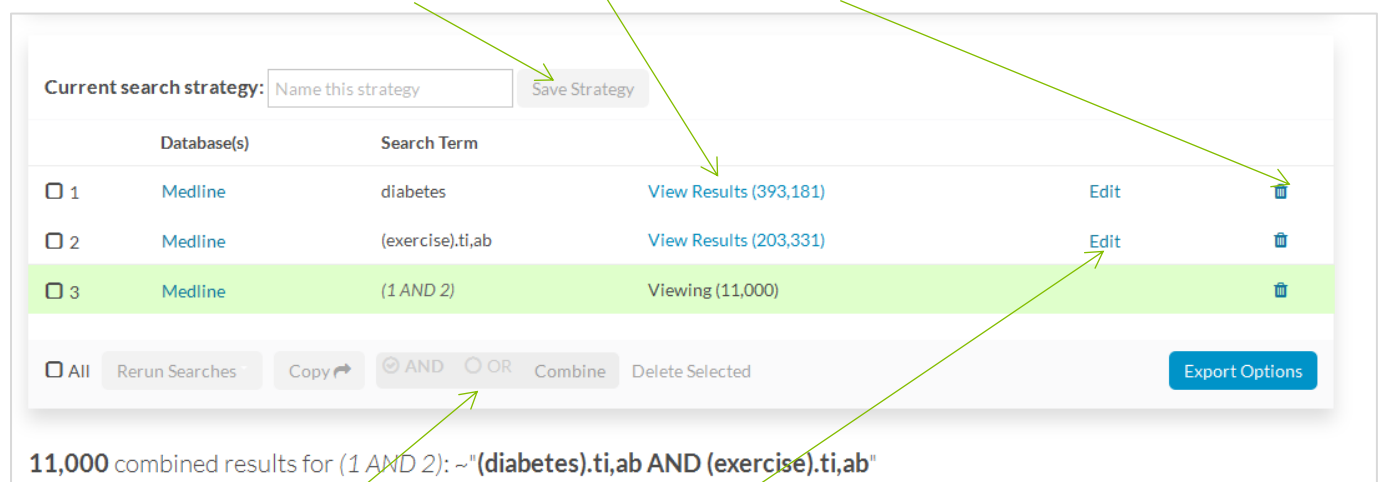 Current search strategy: Name this strategy Save Strategy
Database(s) Search Term
1 Medline diabetes View Results (393,181) Edit
2 Medline (exercise).ti,ab View Results (203,331) Edit
3 Medline (1 AND 2) Viewing (11,000)
All Rerun Searches Copy AND OR Combine Delete Selected Export Options
11,000 combined results for (1 AND 2): ~"(diabetes).ti,ab AND (exercise).ti,ab"